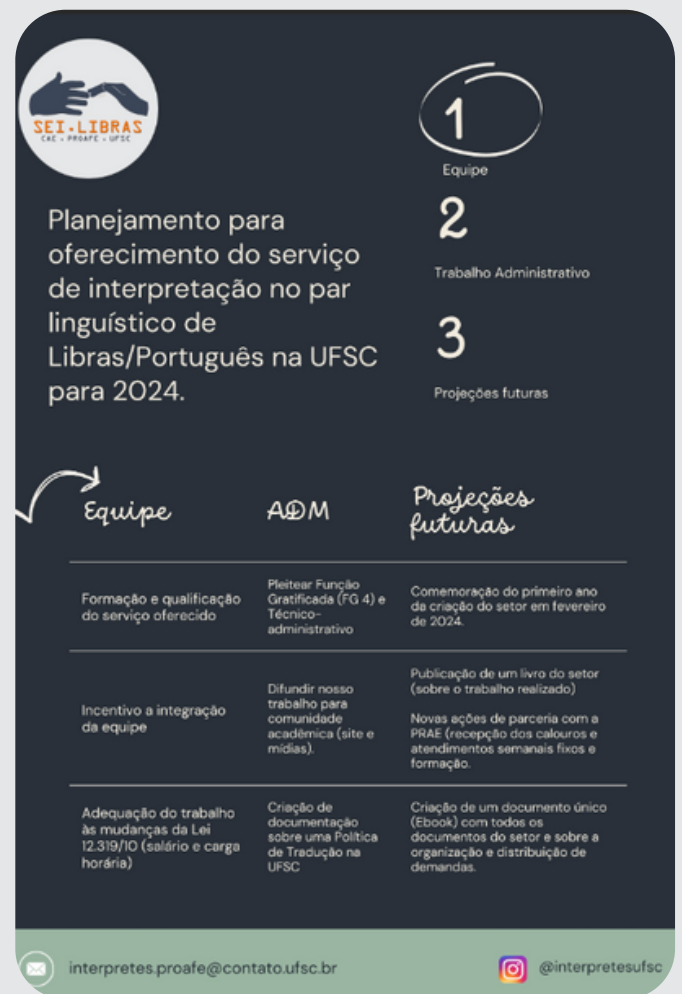 SEI·LIBRAS
CAE • PROAFE • UFSC
1
Equipe
2
Trabalho Administrativo
3
Projeções futuras
Planejamento para
oferecimento do serviço
de interpretação no par
linguístico de
Libras/Português na UFSC
para 2024.
Equipe
ADM
Projeções
futuras
Formação e qualificação
do serviço oferecido
Pleitear Função
Gratificada (FG 4) e
Técnico-
administrativo
Comemoração do primeiro ano
da criação do setor em fevereiro
de 2024.
Incentivo a integração
da equipe
Difundir nosso
trabalho para
comunidade
acadêmica (site e
mídias).
Publicação de um livro do setor
(sobre o trabalho realizado)
Novas ações de parceria com a
PRAE (recepção dos calouros e
atendimentos semanais fixos e
formação.
Adequação do trabalho
às mudanças da Lei
12.319/10 (salário e carga
horária)
Criação de
documentação
sobre uma Política
de Tradução na
UFSC
Criação de um documento único
(Ebook) com todos os
documentos do setor e sobre a
organização e distribuição de
demandas.
interpretes.proafe@contato.ufsc.br
@interpretesufsc